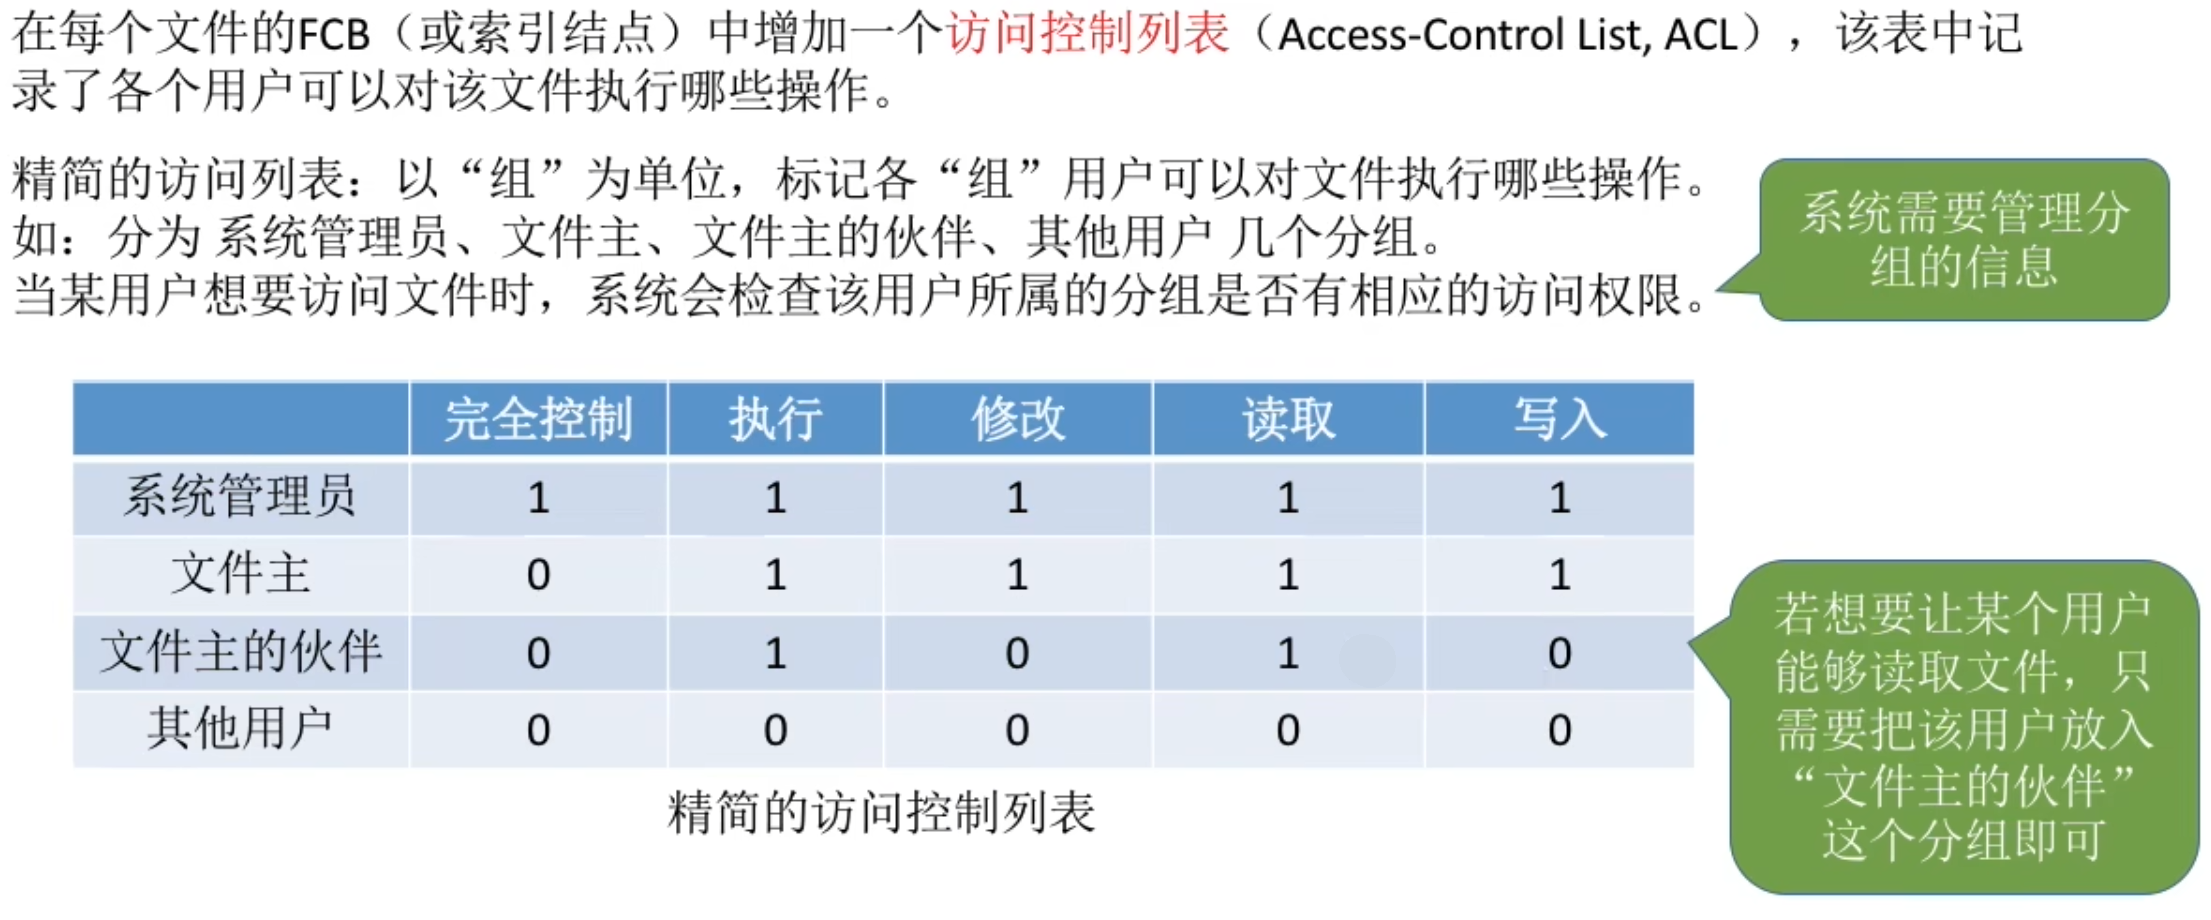 在每个文件的FCB（或索引结点）中增加一个访问控制列表（Access-Control List, ACL），该表中记
录了各个用户可以对该文件执行哪些操作。
精简的访问列表：以“组”为单位，标记各“组”用户可以对文件执行哪些操作。
如：分为 系统管理员、文件主、文件主的伙伴、其他用户 几个分组。
当某用户想要访问文件时，系统会检查该用户所属的分组是否有相应的访问权限。
系统需要管理分
组的信息
完全控制 执行 修改 读取 写入
系统管理员 1 1 1 1 1
文件主 0 1 1 1 1
文件主的伙伴 0 1 0 1 0
其他用户 0 0 0 0 0
精简的访问控制列表
若想要让某个用户
能够读取文件，只
需要把该用户放入
“文件主的伙伴”
这个分组即可